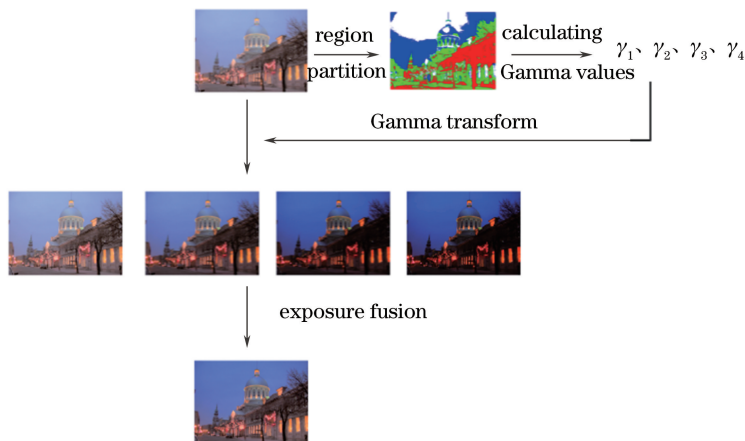 region
partition
calculating
Gamma values
γ₁、γ₂、γ₃、γ₄
Gamma transform
exposure fusion